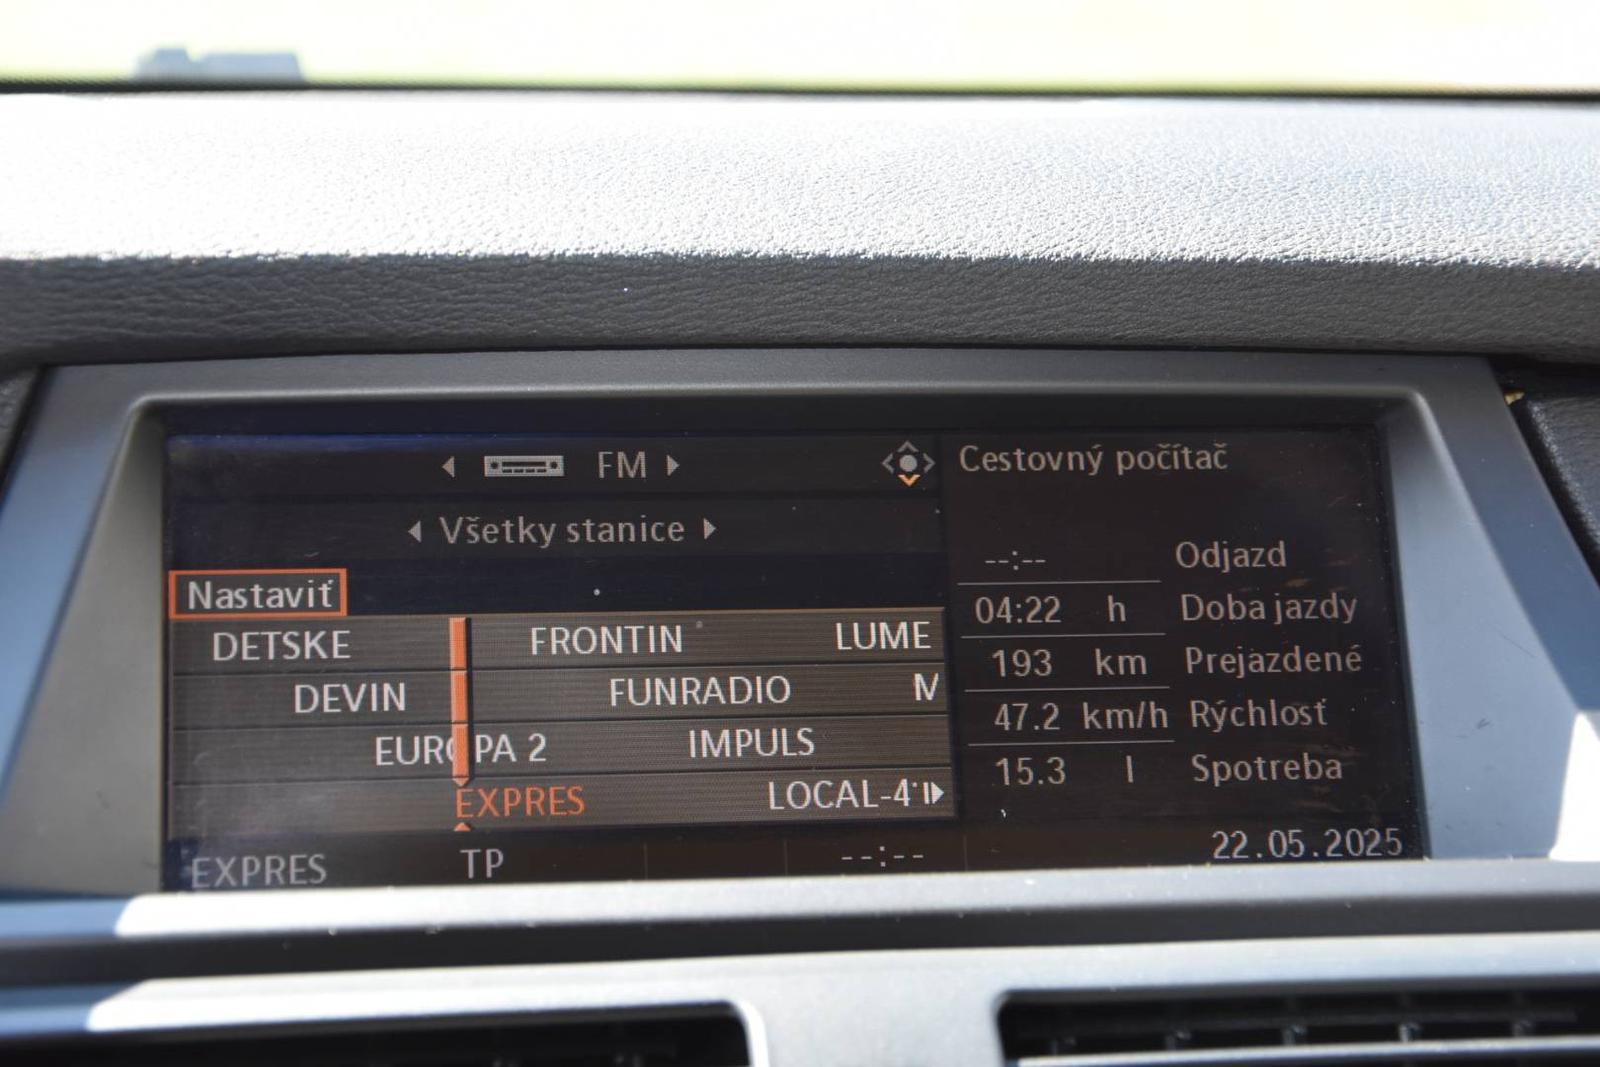 FM
Všetky stanice
Nastaviť
DETSKE FRONTIN LUME
DEVIN FUNRADIO M
EUROPA 2 IMPULS
EXPRES LOCAL-4
EXPRES TP --:--
Cestovný počítač
--:-- Odjazd
04:22 h Doba jazdy
193 km Prejazdené
47.2 km/h Rýchlosť
15.3 l Spotreba
22.05.2025